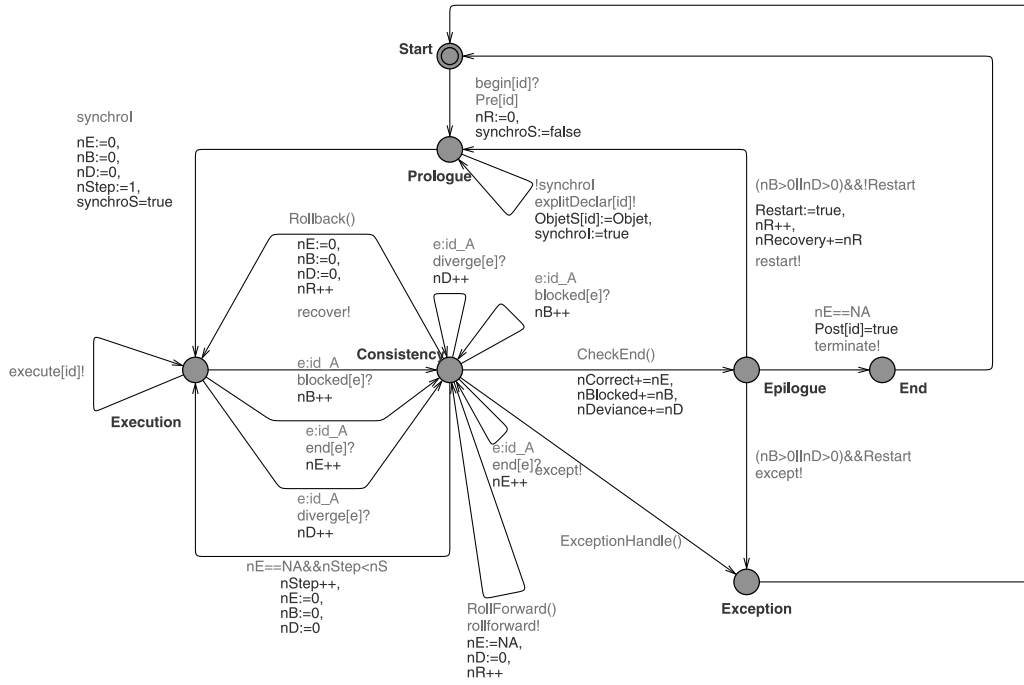 Start
begin[id]?
Pre[id]
nR:=0,
synchroS:=false
synchroI
nE:=0,
nB:=0,
nD:=0,
nStep:=1,
synchroS=true
Prologue
!synchroI
explitDeclar[id]!
ObjetS[id]:=Objet,
synchroI:=true
(nB>0IInD>0)&&!Restart
Restart:=true,
nR++,
nRecovery+=nR
restart!
Rollback()
nE:=0,
nB:=0,
nD:=0,
nR++
recover!
e:id_A
diverge[e]?
nD++
e:id_A
blocked[e]?
nB++
nE==NA
Post[id]=true
terminate!
execute[id]!
Execution
e:id_A
blocked[e]?
nB++
Consistency
CheckEnd()
nCorrect+=nE,
nBlocked+=nB,
nDeviance+=nD
Epilogue
End
e:id_A
end[e]?
nE++
e:id_A
end[e]?
nE++
except!
(nB>0IInD>0)&&Restart
except!
e:id_A
diverge[e]?
nD++
ExceptionHandle()
nE==NA&&nStep<nS
nStep++,
nE:=0,
nB:=0,
nD:=0
RollForward()
rollforward!
nE:=NA,
nD:=0,
nR++
Exception